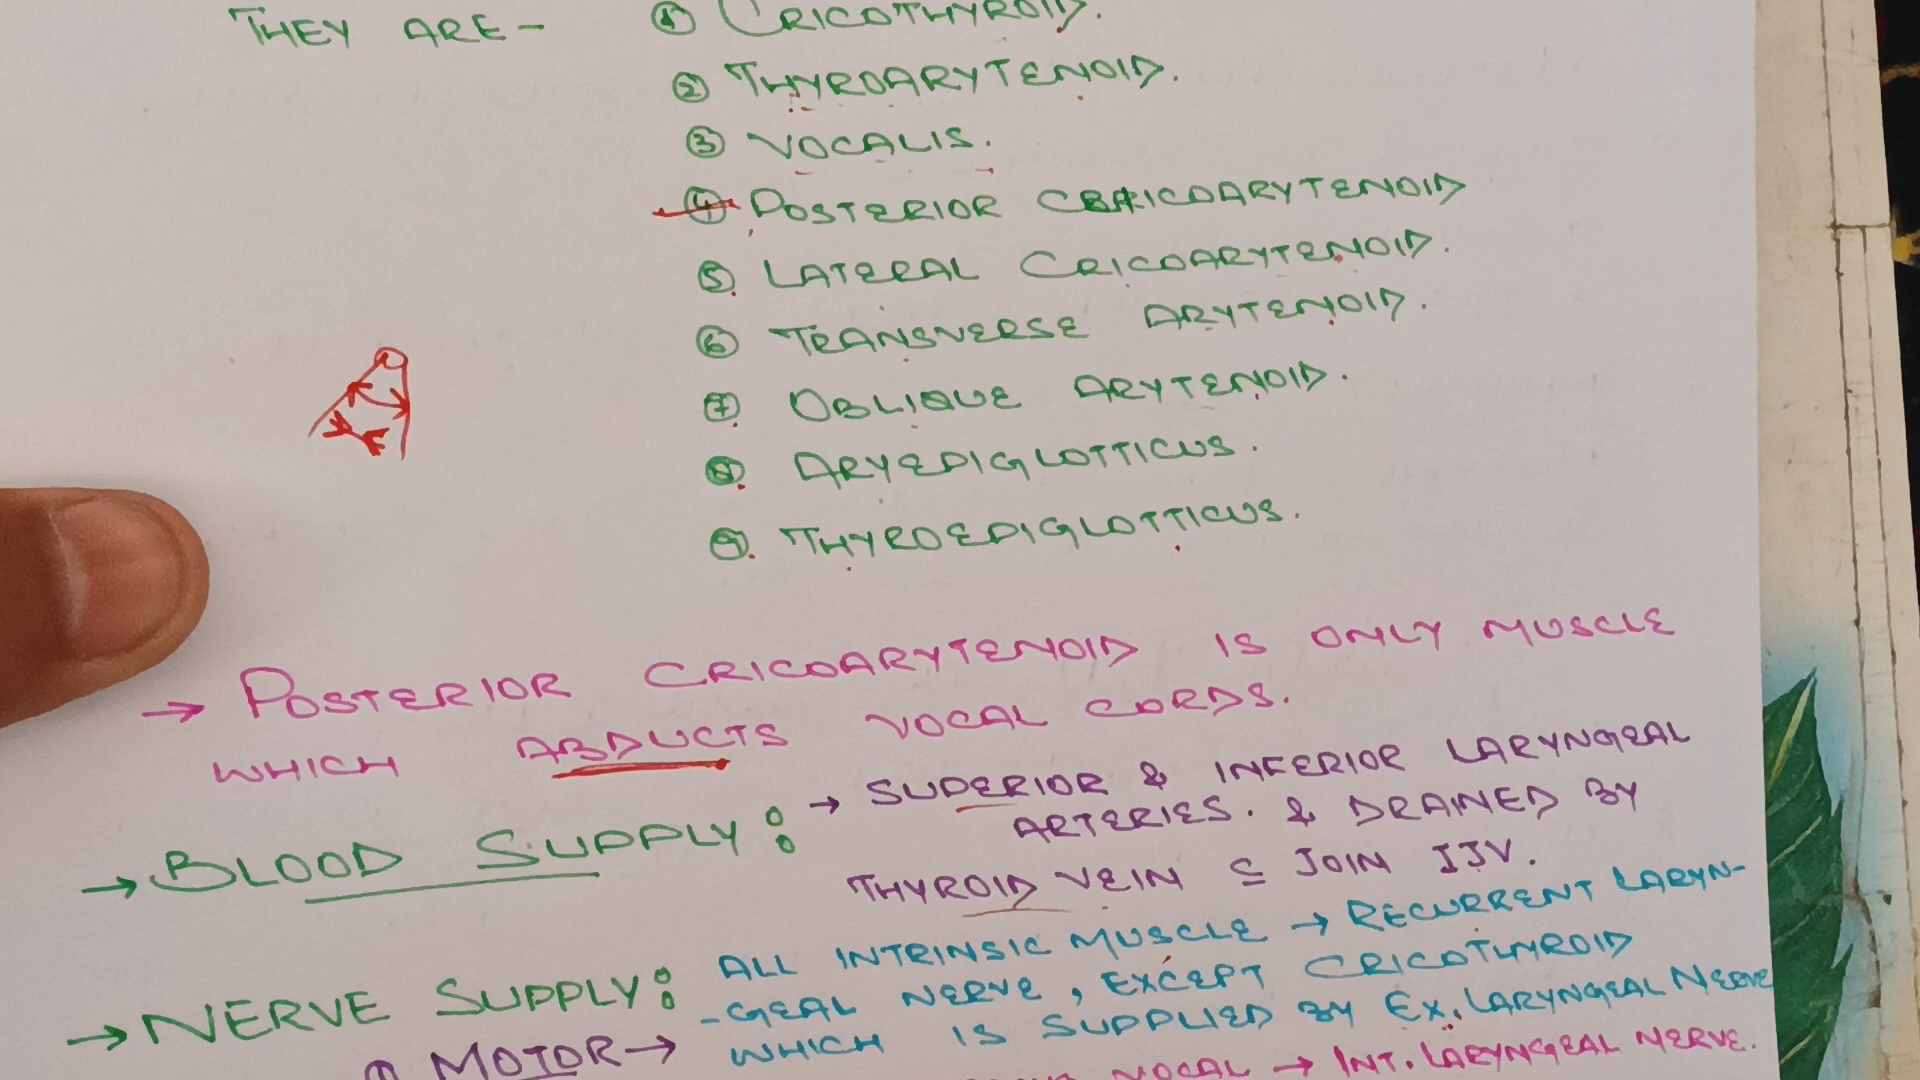 THEY ARE - ① CRICOTHYROID.
② THYROARYTENOID.
③ VOCALIS.
④ POSTERIOR CRICOARYTENOID
⑤ LATERAL CRICOARYTENOID.
⑥ TRANSVERSE ARYTENOID.
⑦ OBLIQUE ARYTENOID.
⑧ ARYEPIGLOTTICUS.
⑨ THYROEPIGLOTTICUS.
→ POSTERIOR CRICOARYTENOID IS ONLY MUSCLE
WHICH ABDUCTS VOCAL CORDS.
→ BLOOD SUPPLY: → SUPERIOR & INFERIOR LARYNGEAL
ARTERIES. & DRAINED BY
THYROID VEIN JOIN IJV.
→ NERVE SUPPLY: ALL INTRINSIC MUSCLE → RECURRENT LARYN-
-GEAL NERVE, EXCEPT CRICOTHYROID
MOTOR → WHICH IS SUPPLIED BY EX. LARYNGEAL NERVE
VOCAL → INT. LARYNGEAL NERVE.